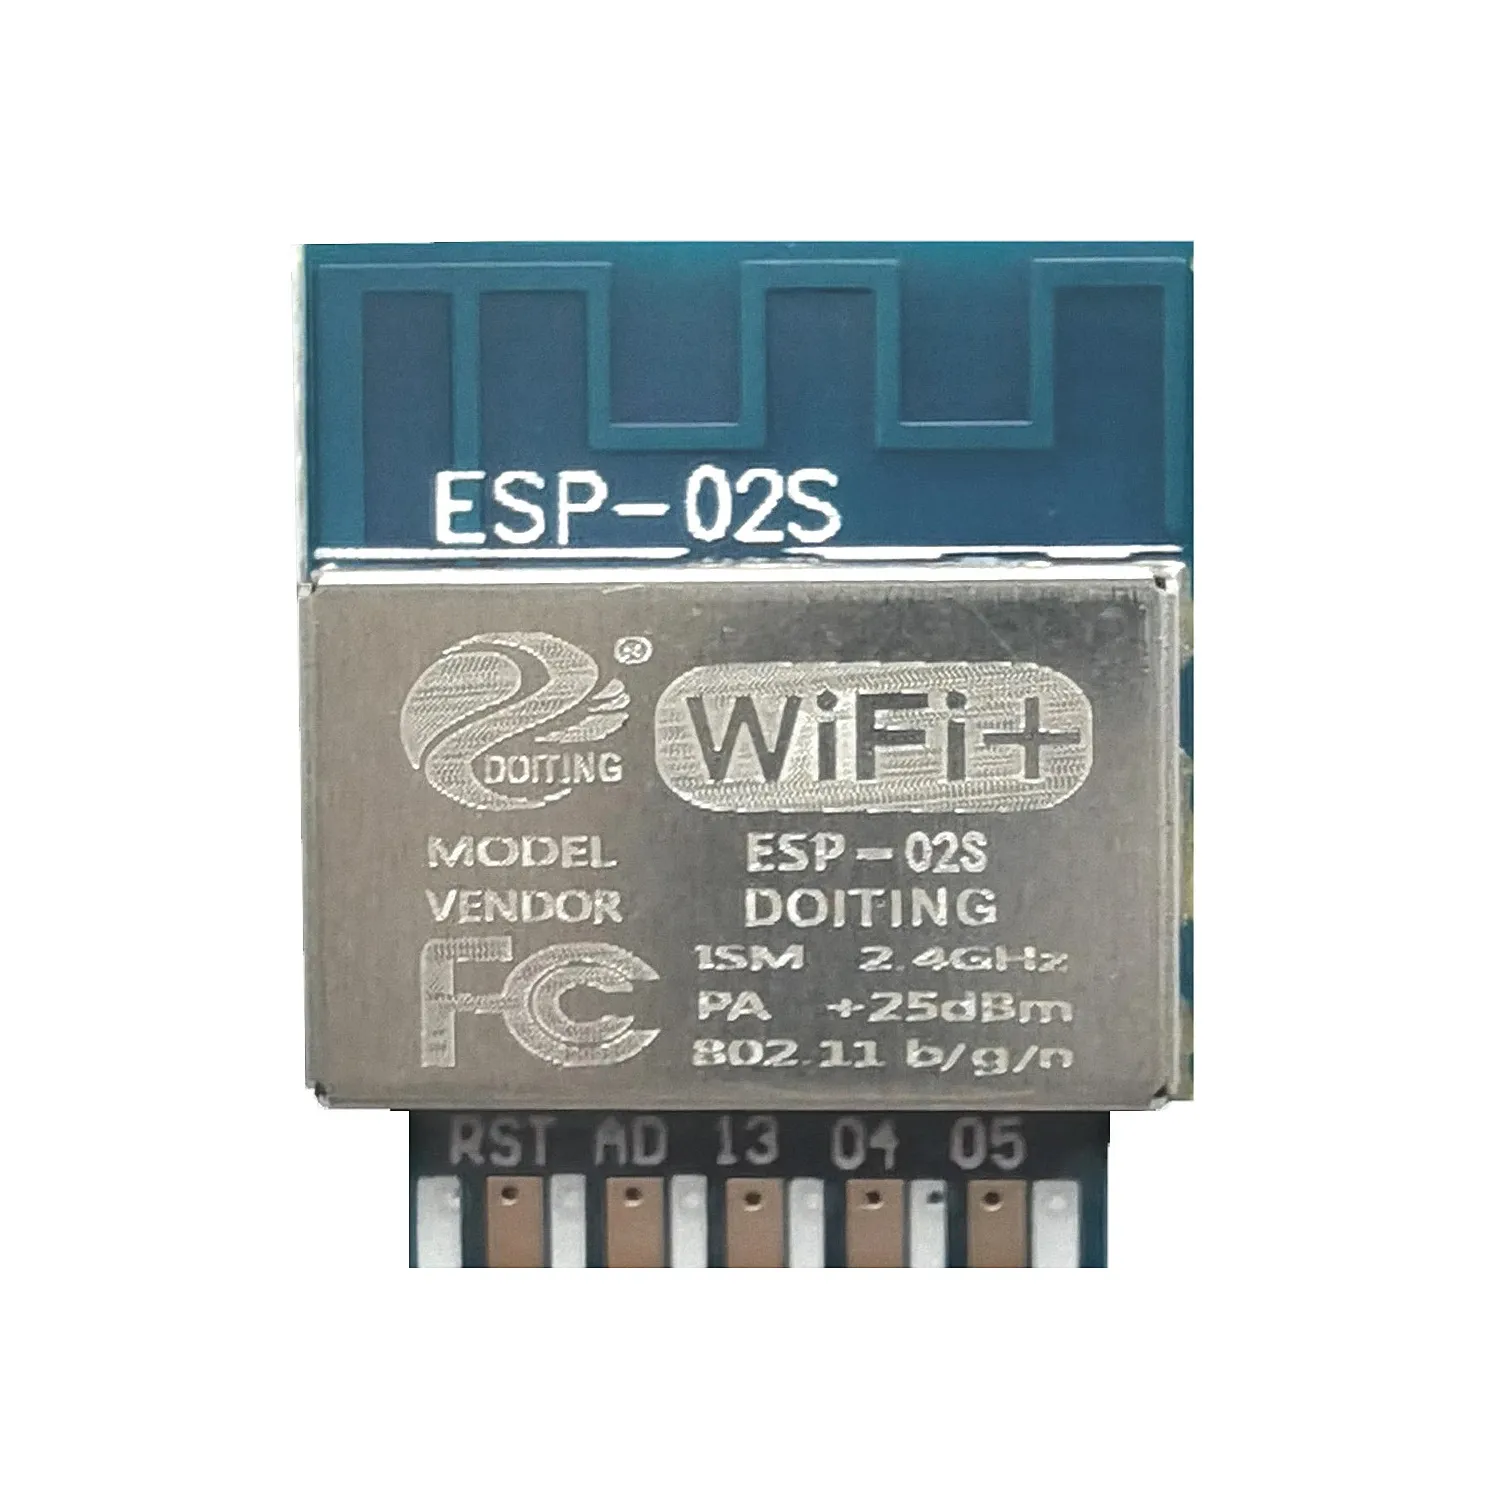 ESP-02S
®
DOITING
WiFi+
MODEL ESP-02S
VENDOR DOITING
FC
ISM 2.4GHz
PA +25dBm
802.11 b/g/n
RST AD 13 04 05